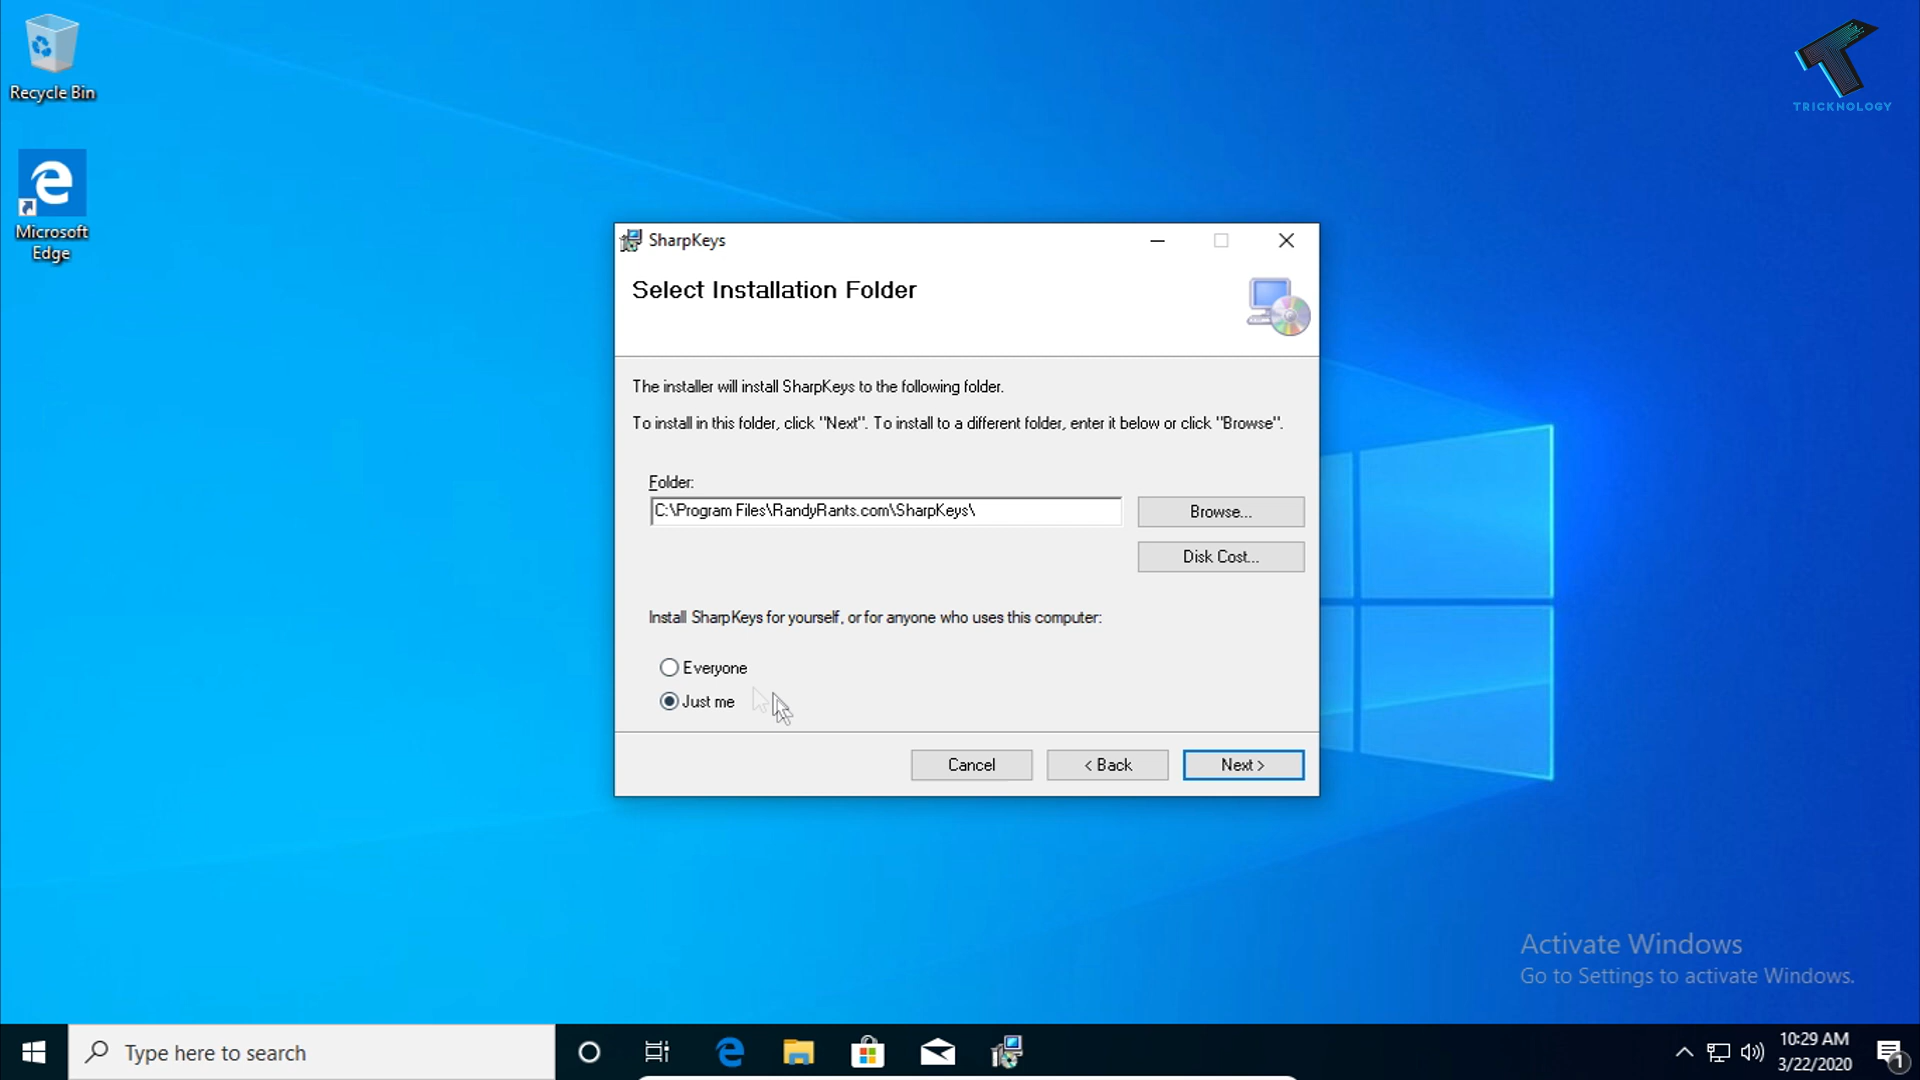 Recycle Bin
TRICKNOLOGY
Microsoft
Edge
SharpKeys
Select Installation Folder
The installer will install SharpKeys to the following folder.
To install in this folder, click "Next". To install to a different folder, enter it below or click "Browse".
Folder:
C:\Program Files\RandyRants.com\SharpKeys\
Browse...
Disk Cost...
Install SharpKeys for yourself, or for anyone who uses this computer:
Everyone
Just me
Cancel
< Back
Next >
Activate Windows
Go to Settings to activate Windows.
Type here to search
10:29 AM
3/22/2020
1